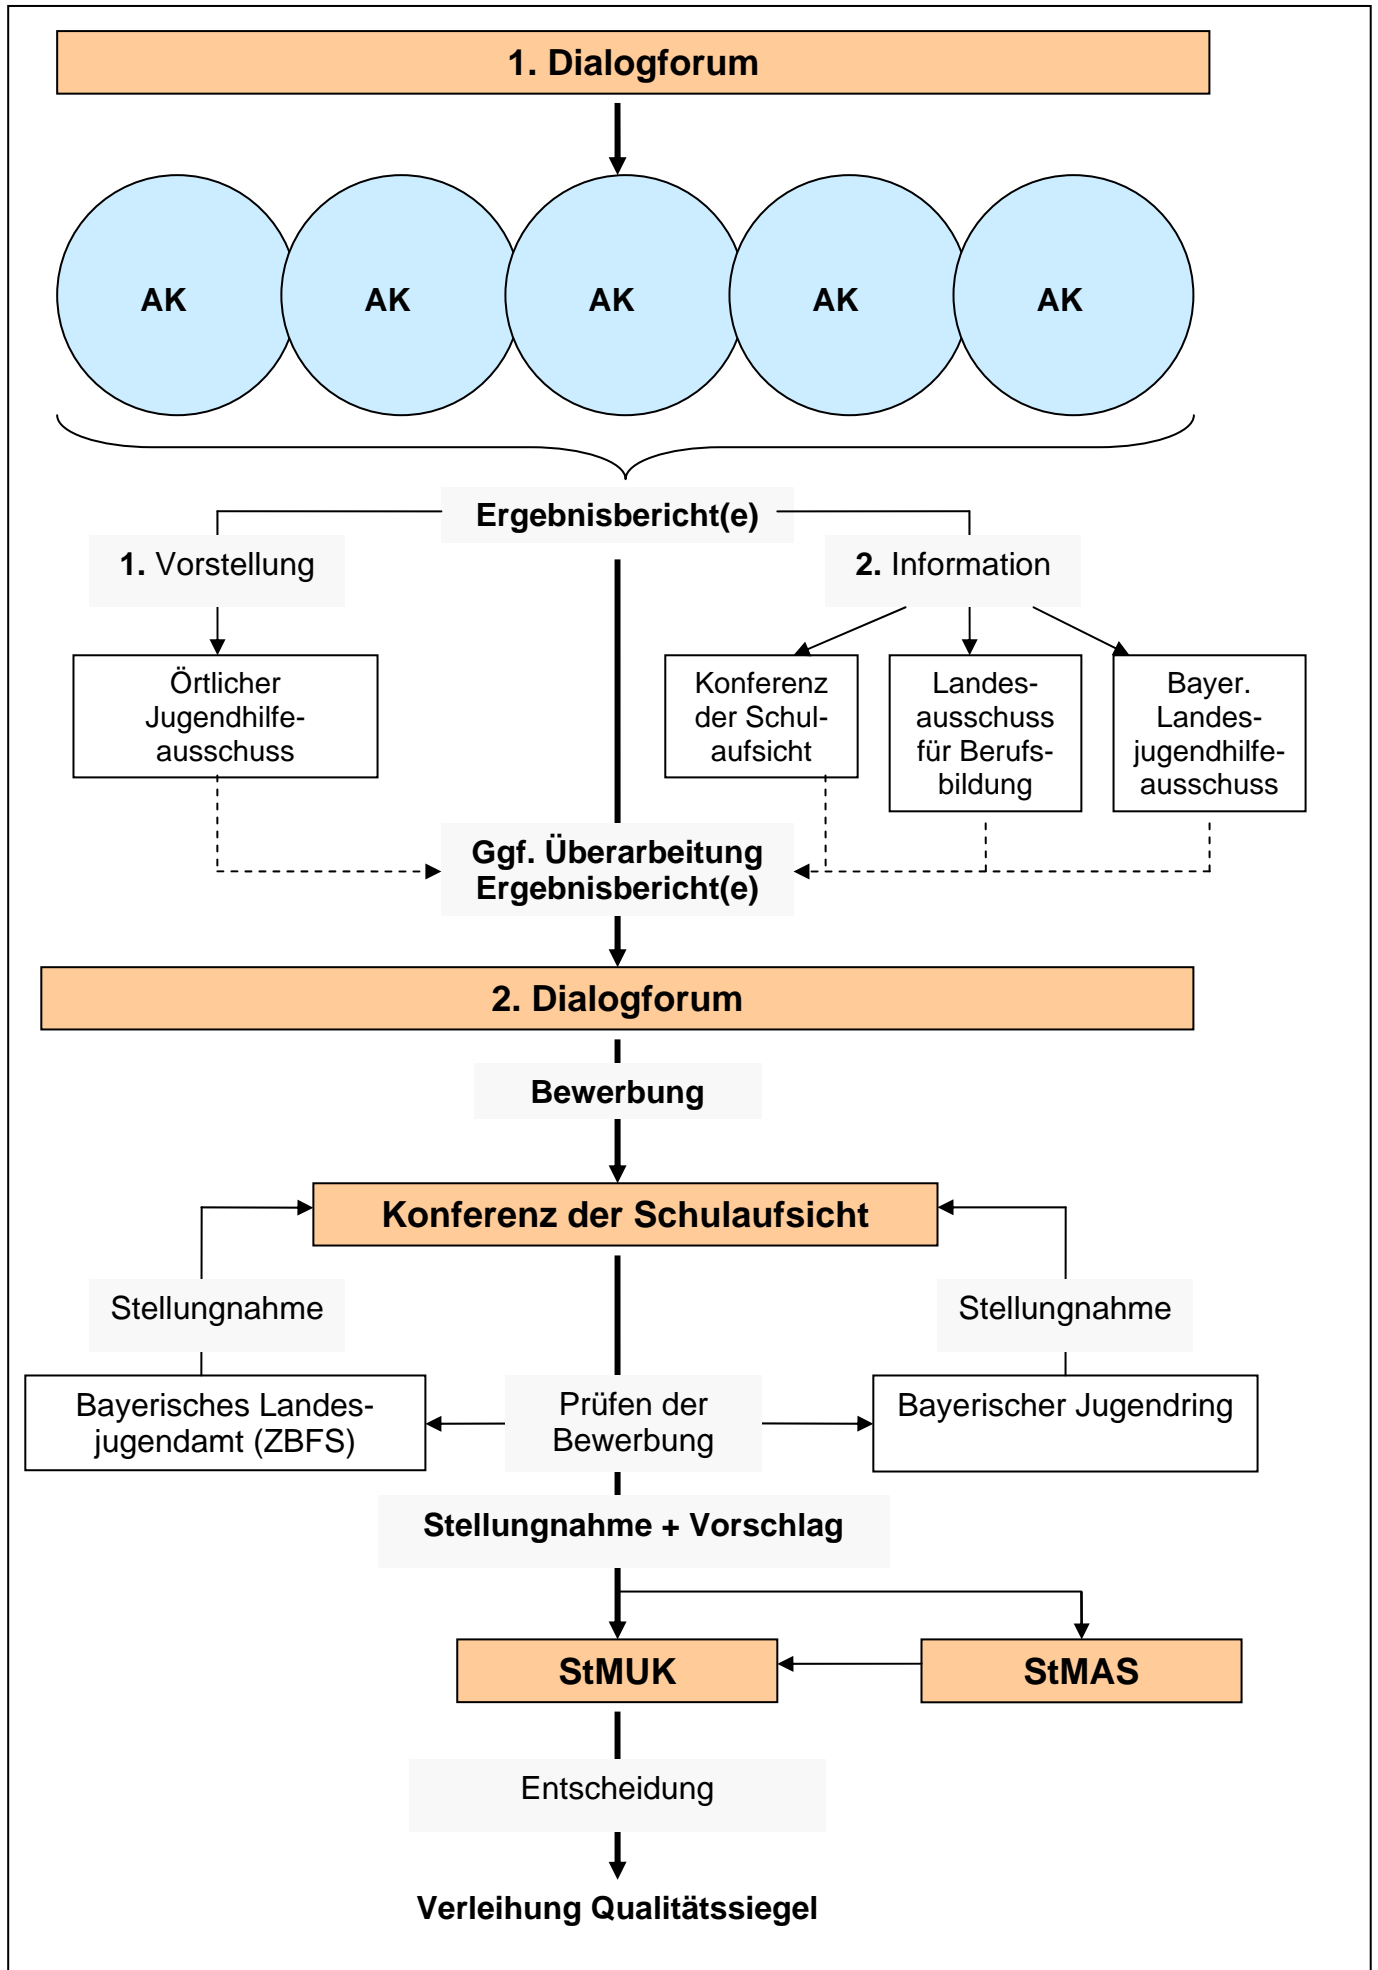 1. Dialogforum
AK
AK
AK
AK
AK
Ergebnisbericht(e)
1. Vorstellung
2. Information
Örtlicher
Jugendhilfe-
ausschuss
Konferenz
der Schul-
aufsicht
Landes-
ausschuss
für Berufs-
bildung
Bayer.
Landes-
jugendhilfe-
ausschuss
Ggf. Überarbeitung
Ergebnisbericht(e)
2. Dialogforum
Bewerbung
Konferenz der Schulaufsicht
Stellungnahme
Stellungnahme
Bayerisches Landes-
jugendamt (ZBFS)
Prüfen der
Bewerbung
Bayerischer Jugendring
Stellungnahme + Vorschlag
StMUK
StMAS
Entscheidung
Verleihung Qualitätssiegel